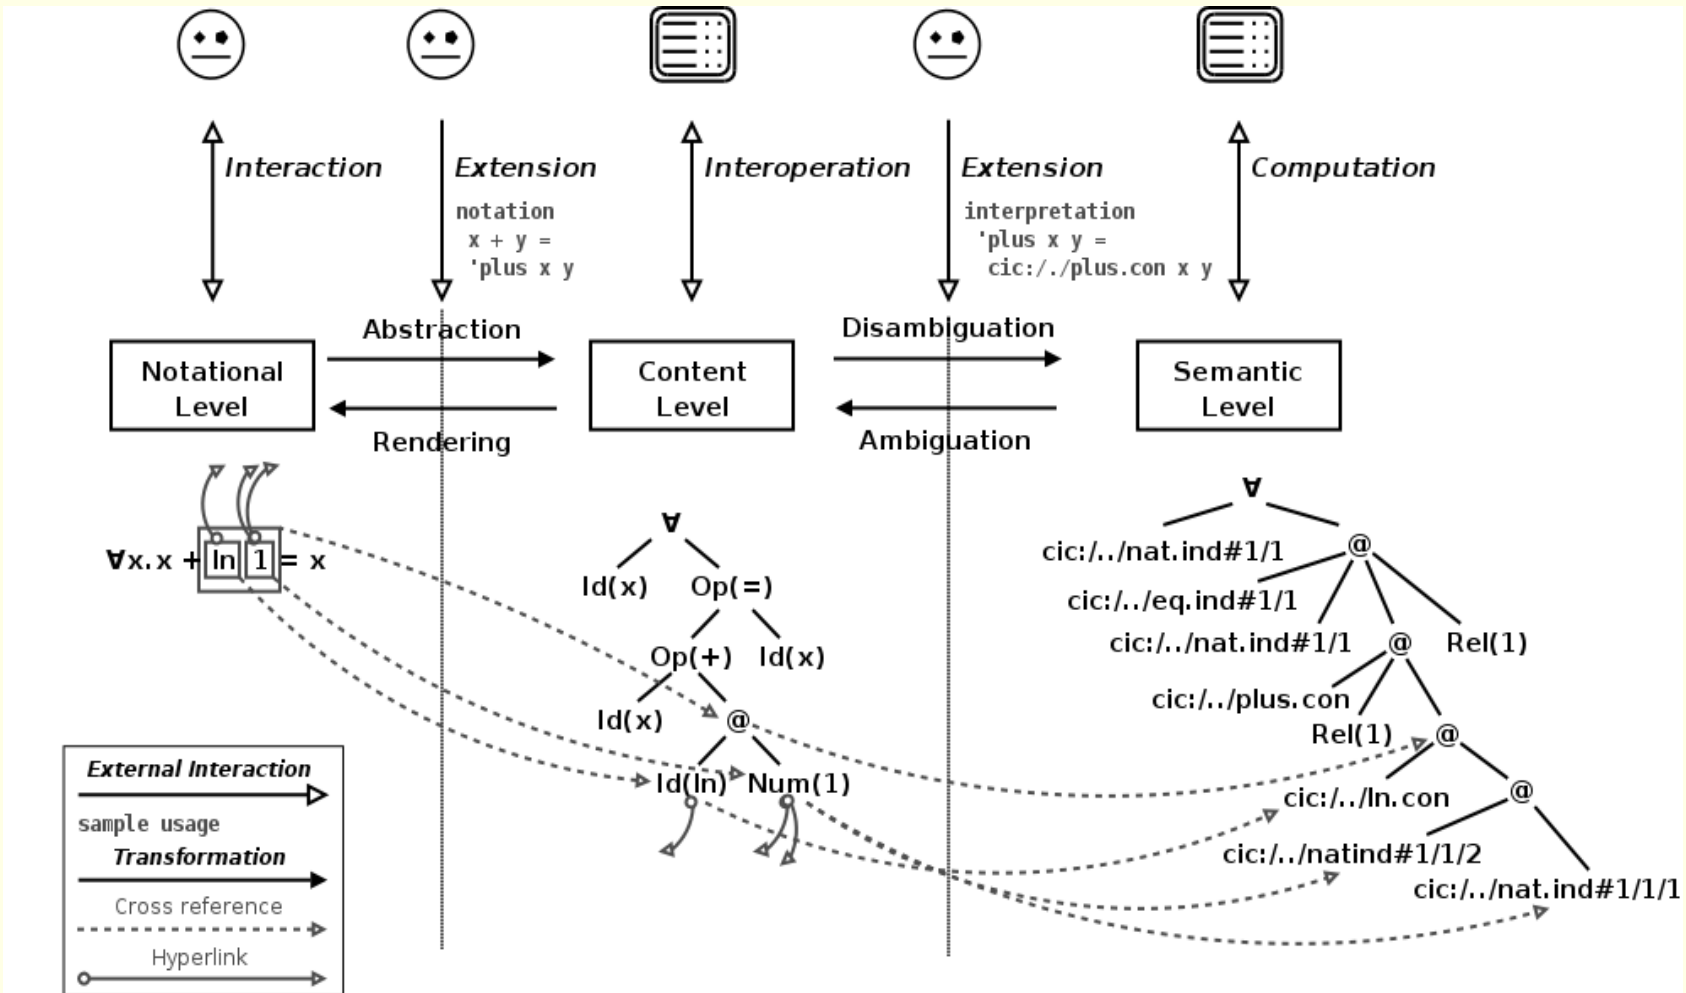 Interaction
Extension
Interoperation
Extension
Computation
notation
x + y =
'plus x y
interpretation
'plus x y =
cic:/./plus.con x y
Abstraction
Disambiguation
Notational
Level
Content
Level
Semantic
Level
Rendering
Ambiguation
∀x.x + ln 1 = x
∀
Id(x) Op(=)
Op(+) Id(x)
Id(x) @
Id(ln) Num(1)
∀
cic:/../nat.ind#1/1 @
cic:/../eq.ind#1/1
cic:/../nat.ind#1/1 @ Rel(1)
cic:/../plus.con
Rel(1) @
cic:/../ln.con @
cic:/../natind#1/1/2
cic:/../nat.ind#1/1/1
External Interaction
sample usage
Transformation
Cross reference
Hyperlink